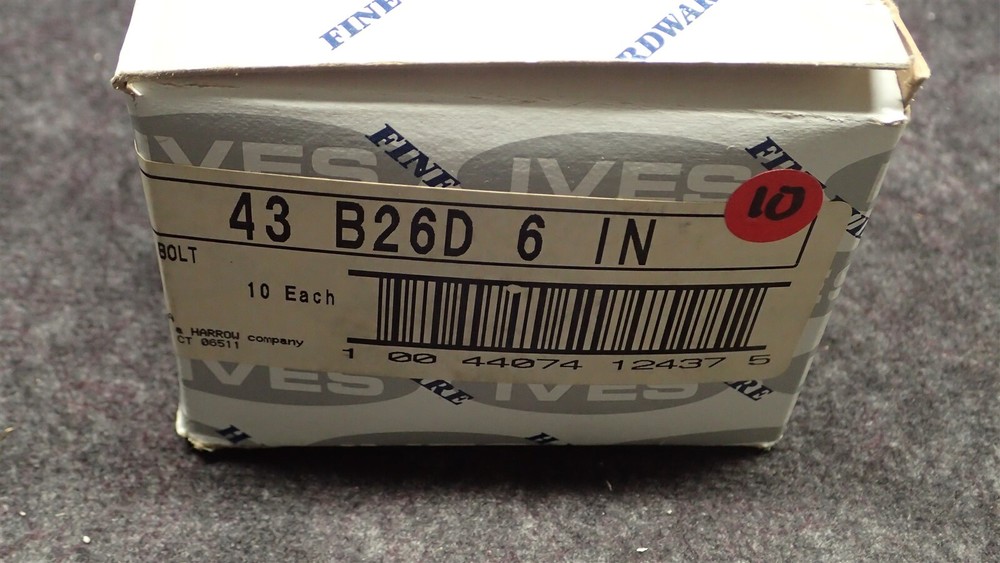 FINE
RDWAR
IVES
FINE
IVES
43 B26D 6 IN
10
BOLT
10 Each
a HARROW company
CT 06511
1 00 44074 12437 5
IVES
RE
IVES
RE
H
H